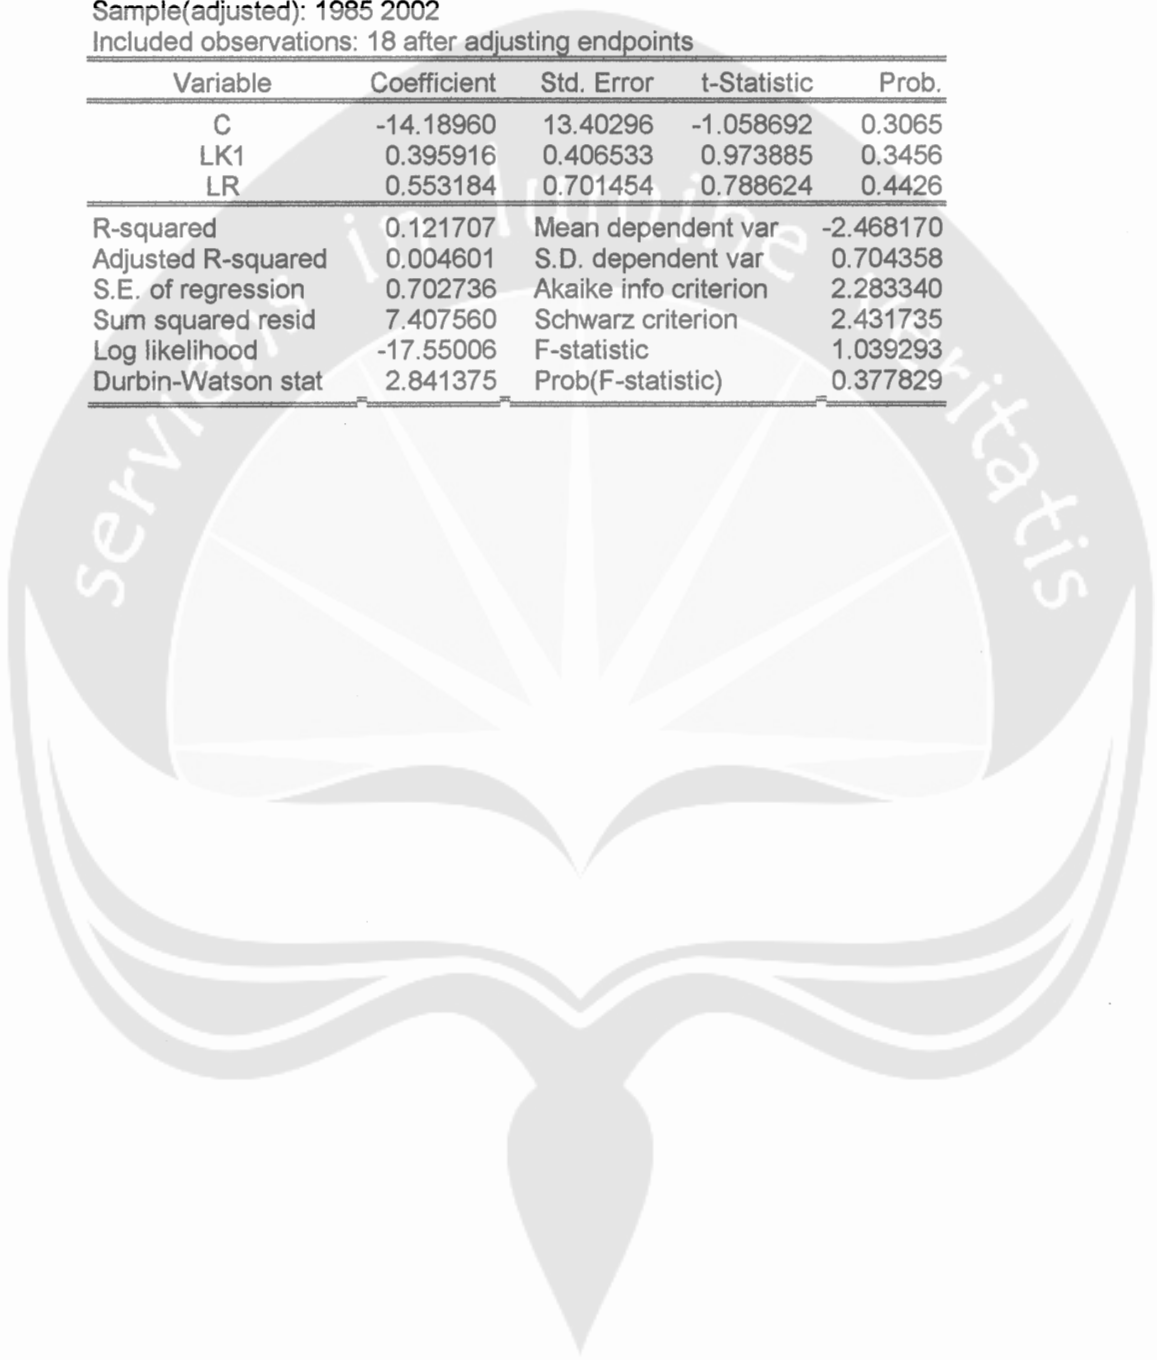 Sample(adjusted): 1985 2002
Included observations: 18 after adjusting endpoints
Variable Coefficient Std. Error t-Statistic Prob.
C -14.18960 13.40296 -1.058692 0.3065
LK1 0.395916 0.406533 0.973885 0.3456
LR 0.553184 0.701454 0.788624 0.4426
R-squared 0.121707 Mean dependent var -2.468170
Adjusted R-squared 0.004601 S.D. dependent var 0.704358
S.E. of regression 0.702736 Akaike info criterion 2.283340
Sum squared resid 7.407560 Schwarz criterion 2.431735
Log likelihood -17.55006 F-statistic 1.039293
Durbin-Watson stat 2.841375 Prob(F-statistic) 0.377829
serviens in lumine veritatis